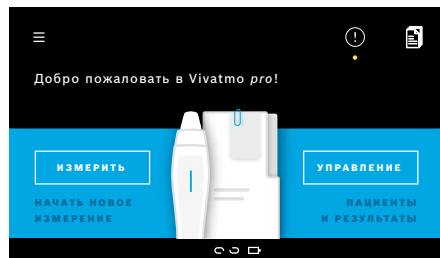 Добро пожаловать в Vivatmo pro!
ИЗМЕРИТЬ
НАЧАТЬ НОВОЕ
ИЗМЕРЕНИЕ
УПРАВЛЕНИЕ
ПАЦИЕНТЫ
И РЕЗУЛЬТАТЫ